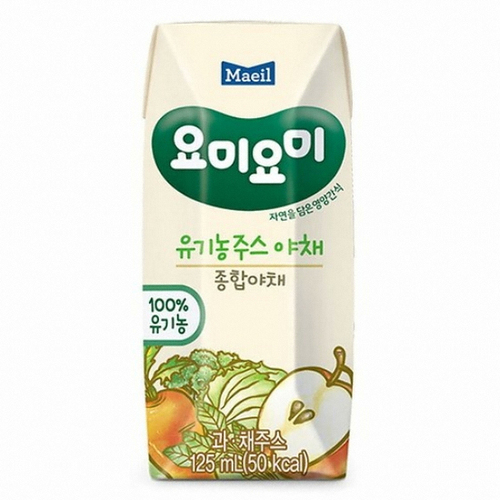 Maeil
요미요미
자연을 담은 영양간식
유기농주스 야채
종합야채
100%
유기농
과·채주스
125 mL(50 kcal)